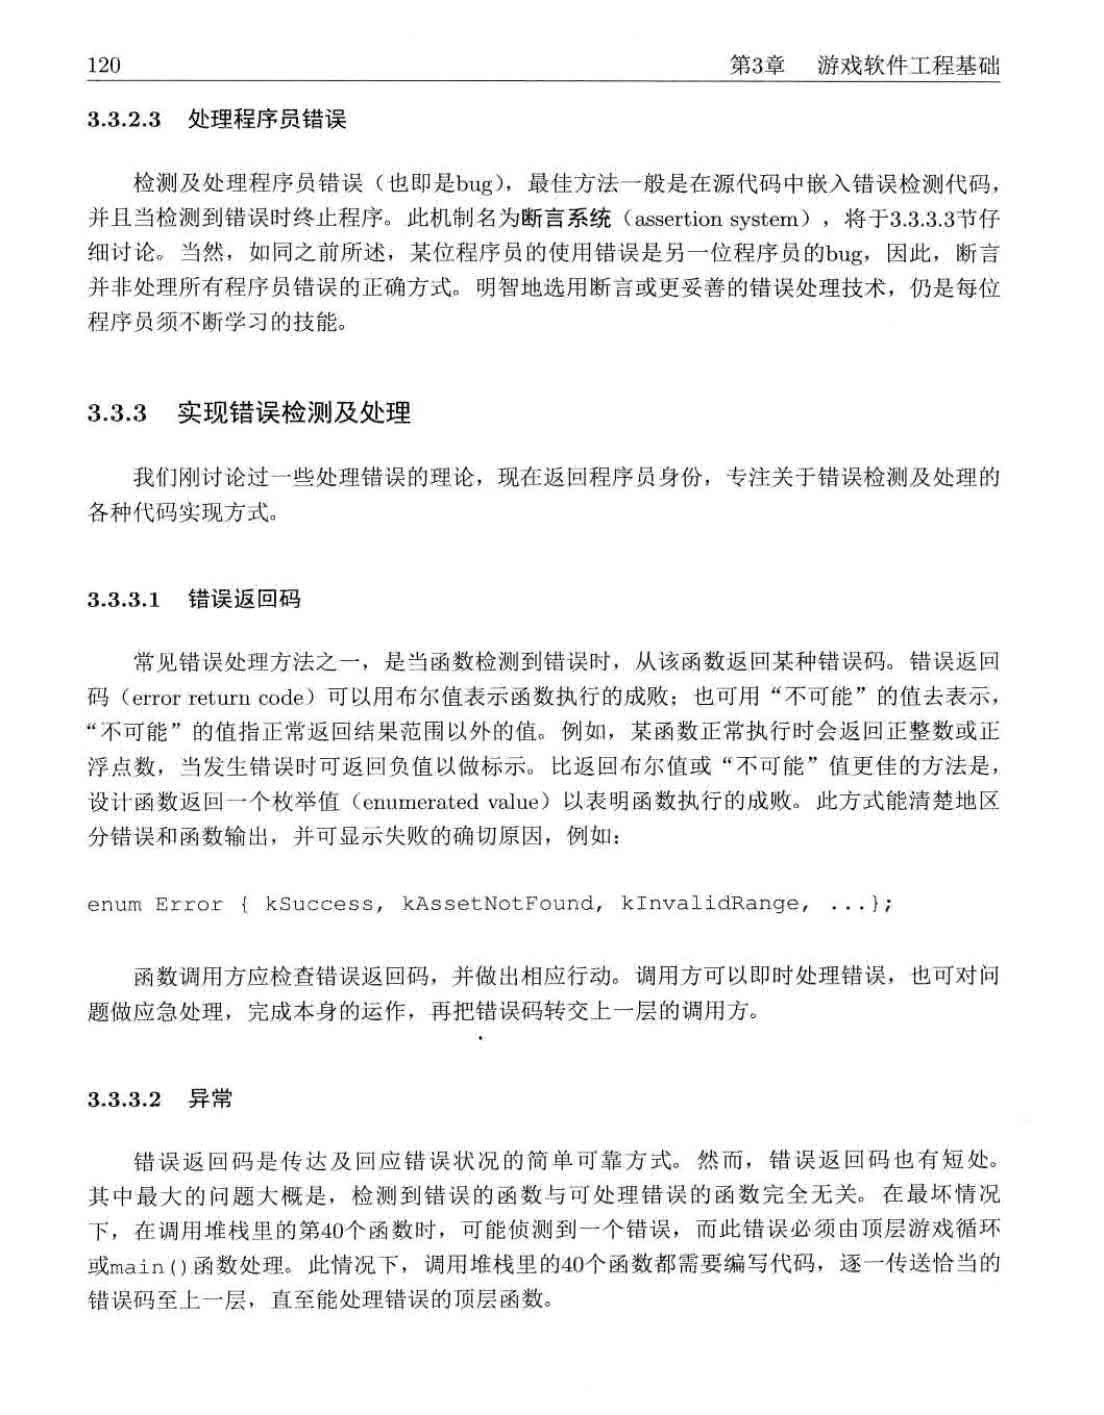 120 第3章 游戏软件工程基础
3.3.2.3 处理程序员错误
检测及处理程序员错误（也即是bug），最佳方法一般是在源代码中嵌入错误检测代码，
并且当检测到错误时终止程序。此机制名为断言系统（assertion system），将于3.3.3.3节仔
细讨论。当然，如同之前所述，某位程序员的使用错误是另一位程序员的bug，因此，断言
并非处理所有程序员错误的正确方式。明智地选用断言或更妥善的错误处理技术，仍是每位
程序员须不断学习的技能。
3.3.3 实现错误检测及处理
我们刚讨论过一些处理错误的理论，现在返回程序员身份，专注关于错误检测及处理的
各种代码实现方式。
3.3.3.1 错误返回码
常见错误处理方法之一，是当函数检测到错误时，从该函数返回某种错误码。错误返回
码（error return code）可以用布尔值表示函数执行的成败；也可用“不可能”的值去表示，
“不可能”的值指正常返回结果范围以外的值。例如，某函数正常执行时会返回正整数或正
浮点数，当发生错误时可返回负值以做标示。比返回布尔值或“不可能”值更佳的方法是，
设计函数返回一个枚举值（enumerated value）以表明函数执行的成败。此方式能清楚地区
分错误和函数输出，并可显示失败的确切原因，例如：
enum Error { kSuccess, kAssetNotFound, kInvalidRange, ...};
函数调用方应检查错误返回码，并做出相应行动。调用方可以即时处理错误，也可对问
题做应急处理，完成本身的运作，再把错误码转交上一层的调用方。
3.3.3.2 异常
错误返回码是传达及回应错误状况的简单可靠方式。然而，错误返回码也有短处。
其中最大的问题大概是，检测到错误的函数与可处理错误的函数完全无关。在最坏情况
下，在调用堆栈里的第40个函数时，可能侦测到一个错误，而此错误必须由顶层游戏循环
或main()函数处理。此情况下，调用堆栈里的40个函数都需要编写代码，逐一传送恰当的
错误码至上一层，直至能处理错误的顶层函数。